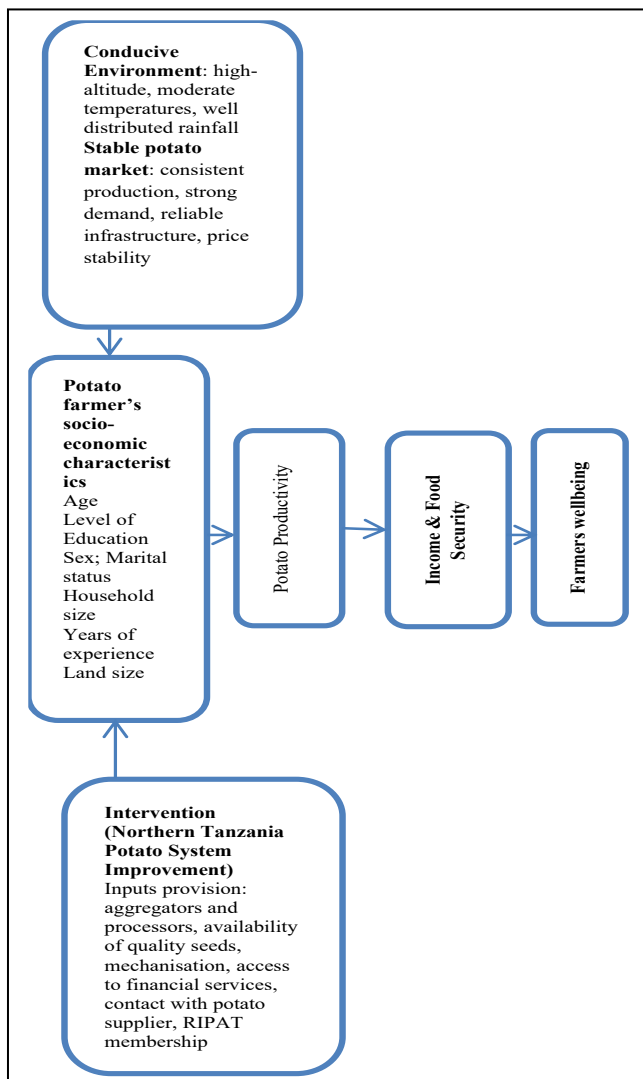 Conducive
Environment: high-
altitude, moderate
temperatures, well
distributed rainfall
Stable potato
market: consistent
production, strong
demand, reliable
infrastructure, price
stability
Potato
farmer’s
socio-
economic
characterist
ics
Age
Level of
Education
Sex; Marital
status
Household
size
Years of
experience
Land size
Potato Productivity
Income & Food
Security
Farmers wellbeing
Intervention
(Northern Tanzania
Potato System
Improvement)
Inputs provision:
aggregators and
processors, availability
of quality seeds,
mechanisation, access
to financial services,
contact with potato
supplier, RIPAT
membership